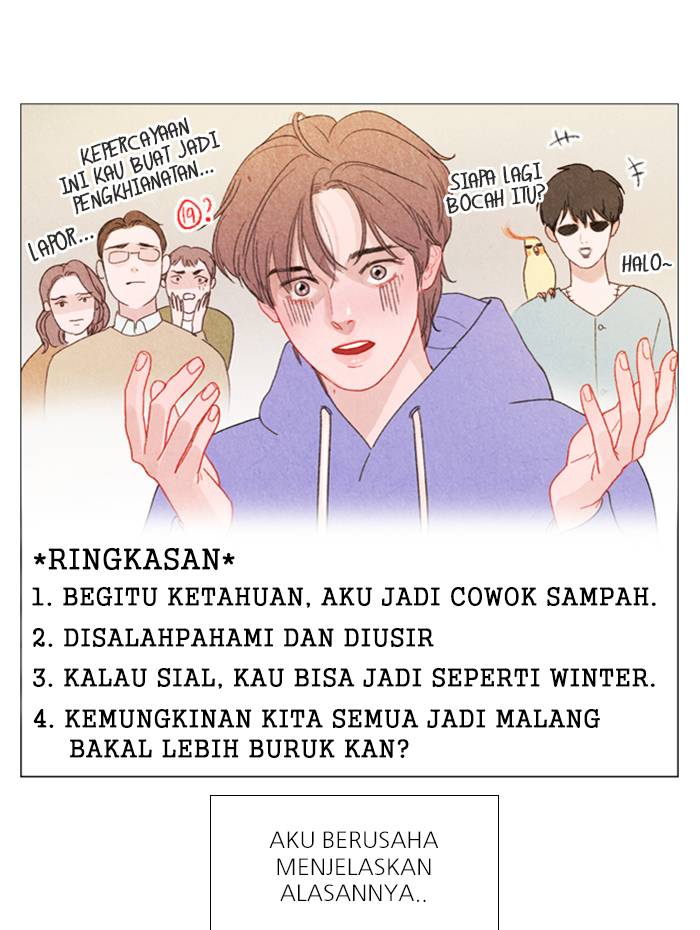 KEPERCAYAAN
INI KAU BUAT JADI
PENGKHIANATAN...
LAPOR...
19?
SIAPA LAGI
BOCAH ITU?
HALO~
*RINGKASAN*
1. BEGITU KETAHUAN, AKU JADI COWOK SAMPAH.
2. DISALAHPAHAMI DAN DIUSIR
3. KALAU SIAL, KAU BISA JADI SEPERTI WINTER.
4. KEMUNGKINAN KITA SEMUA JADI MALANG
BAKAL LEBIH BURUK KAN?
AKU BERUSAHA
MENJELASKAN
ALASANNYA..